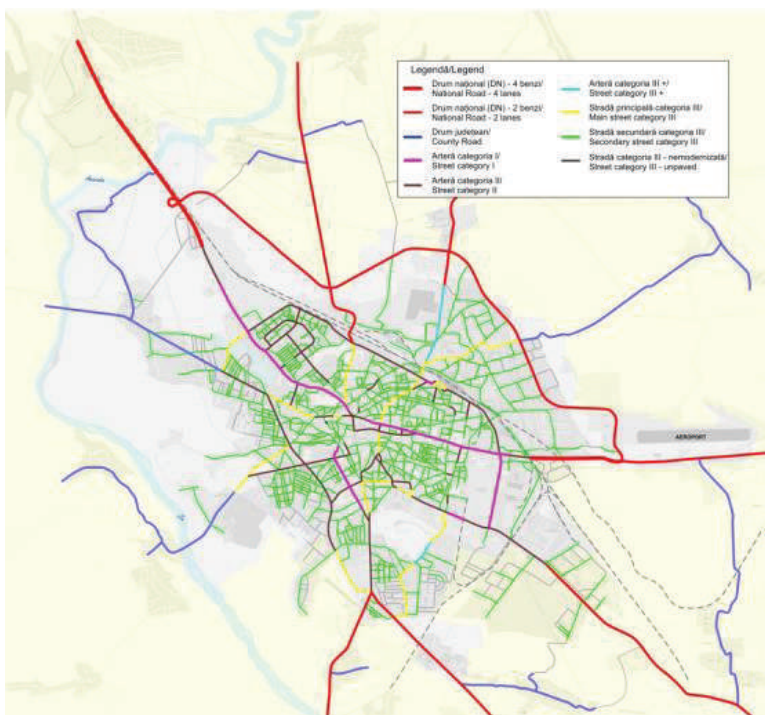 Legendă/Legend
Drum național (DN) - 4 benzi/
National Road - 4 lanes
Drum național (DN) - 2 benzi/
National Road - 2 lanes
Drum județean/
County Road
Arteră categoria I/
Street category I
Arteră categoria II/
Street category II
Arteră categoria III +/
Street category III +
Stradă principală categoria III/
Main street category III
Stradă secundară categoria III/
Secondary street category III
Stradă categoria III - nemodernizată/
Street category III - unpaved
AEROPORT